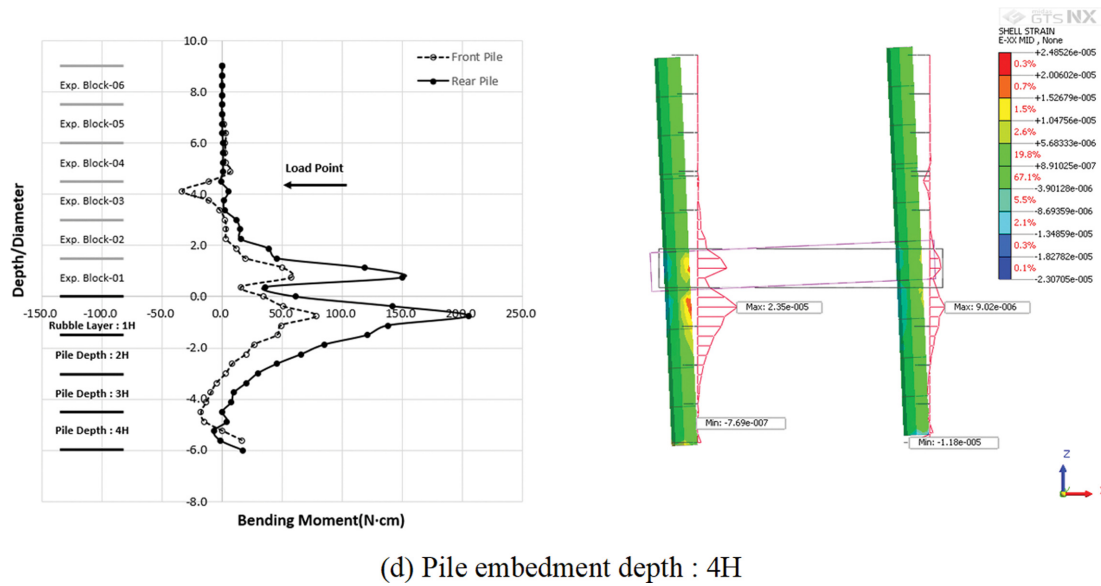 10.0
8.0
6.0
4.0
2.0
0.0
-2.0
-4.0
-6.0
-8.0
Depth/Diameter
-150.0 -100.0 -50.0 0.0 50.0 100.0 150.0 200.0 250.0
Bending Moment(N·cm)
Front Pile
Rear Pile
Exp. Block-06
Exp. Block-05
Exp. Block-04
Exp. Block-03
Exp. Block-02
Exp. Block-01
Rubble Layer : 1H
Pile Depth : 2H
Pile Depth : 3H
Pile Depth : 4H
Load Point
GTS NX
SHELL STRAIN
E-XX MID , None
+2.48526e-005
0.3%
+2.00602e-005
0.7%
+1.52679e-005
1.5%
+1.04756e-005
2.6%
+5.68333e-006
19.8%
+8.91025e-007
67.1%
-3.90128e-006
5.5%
-8.69359e-006
2.1%
-1.34859e-005
0.3%
-1.82782e-005
0.1%
-2.30705e-005
Max: 2.35e-005
Max: 9.02e-006
Min: -7.69e-007
Min: -1.18e-005
Z
(d) Pile embedment depth : 4H